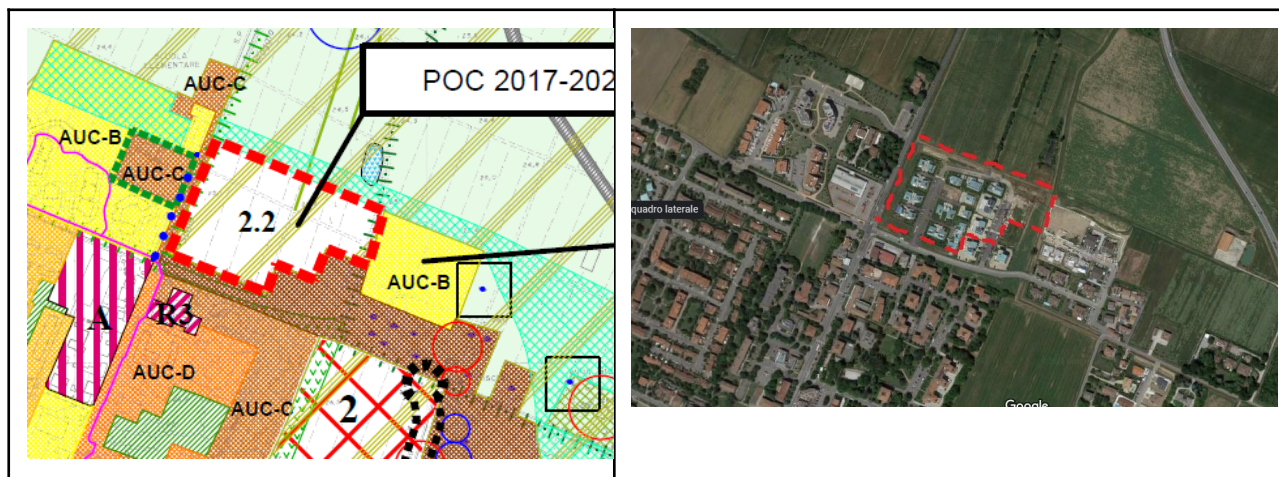 AUC-C
POC 2017-202
AUC-B
AUC-C
2.2
AUC-B
A
R3
AUC-D
AUC-C
2
quadro laterale
Google